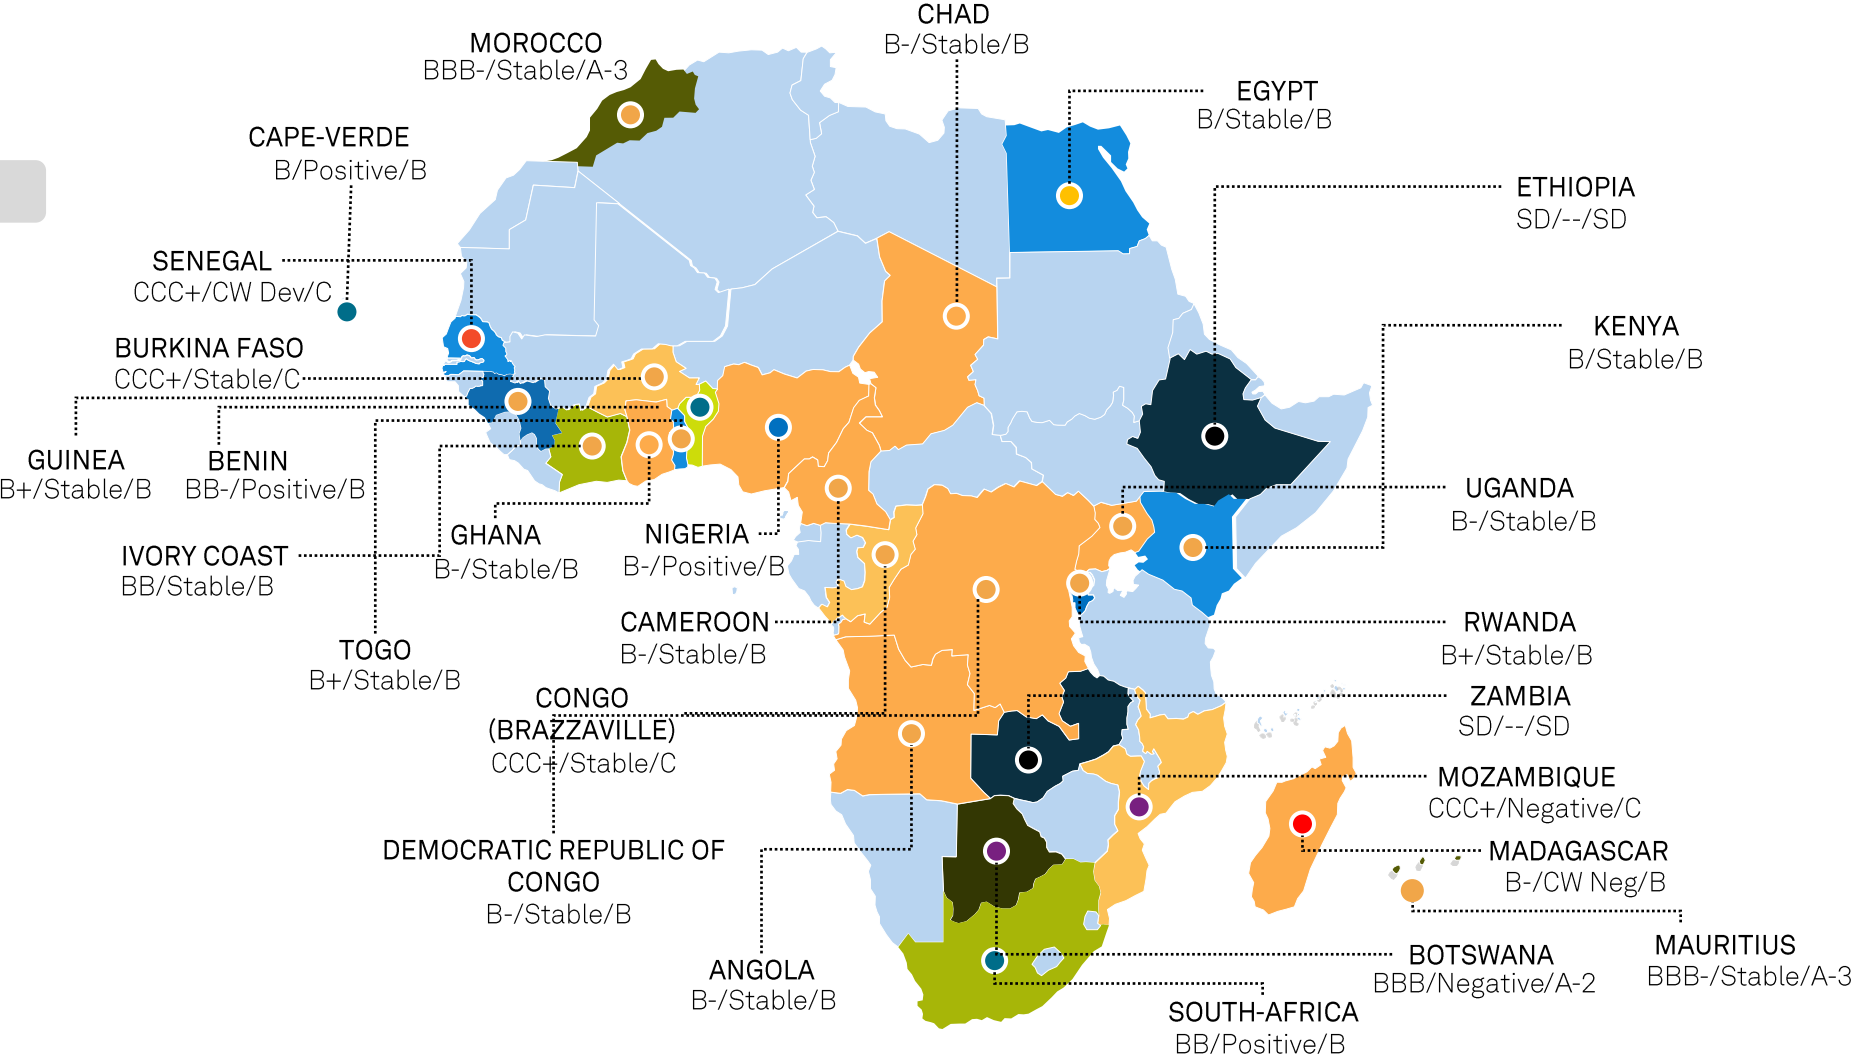 CHAD
B-/Stable/B
MOROCCO
BBB-/Stable/A-3
EGYPT
B/Stable/B
CAPE-VERDE
B/Positive/B
ETHIOPIA
SD/--/SD
SENEGAL
CCC+/CW Dev/C
KENYA
B/Stable/B
BURKINA FASO
CCC+/Stable/C
GUINEA
B+/Stable/B
BENIN
BB-/Positive/B
UGANDA
B-/Stable/B
GHANA
B-/Stable/B
NIGERIA
B-/Positive/B
IVORY COAST
BB/Stable/B
CAMEROON
B-/Stable/B
RWANDA
B+/Stable/B
TOGO
B+/Stable/B
CONGO
(BRAZZAVILLE)
CCC+/Stable/C
ZAMBIA
SD/--/SD
MOZAMBIQUE
CCC+/Negative/C
DEMOCRATIC REPUBLIC OF
CONGO
B-/Stable/B
MADAGASCAR
B-/CW Neg/B
ANGOLA
B-/Stable/B
BOTSWANA
BBB/Negative/A-2
MAURITIUS
BBB-/Stable/A-3
SOUTH-AFRICA
BB/Positive/B